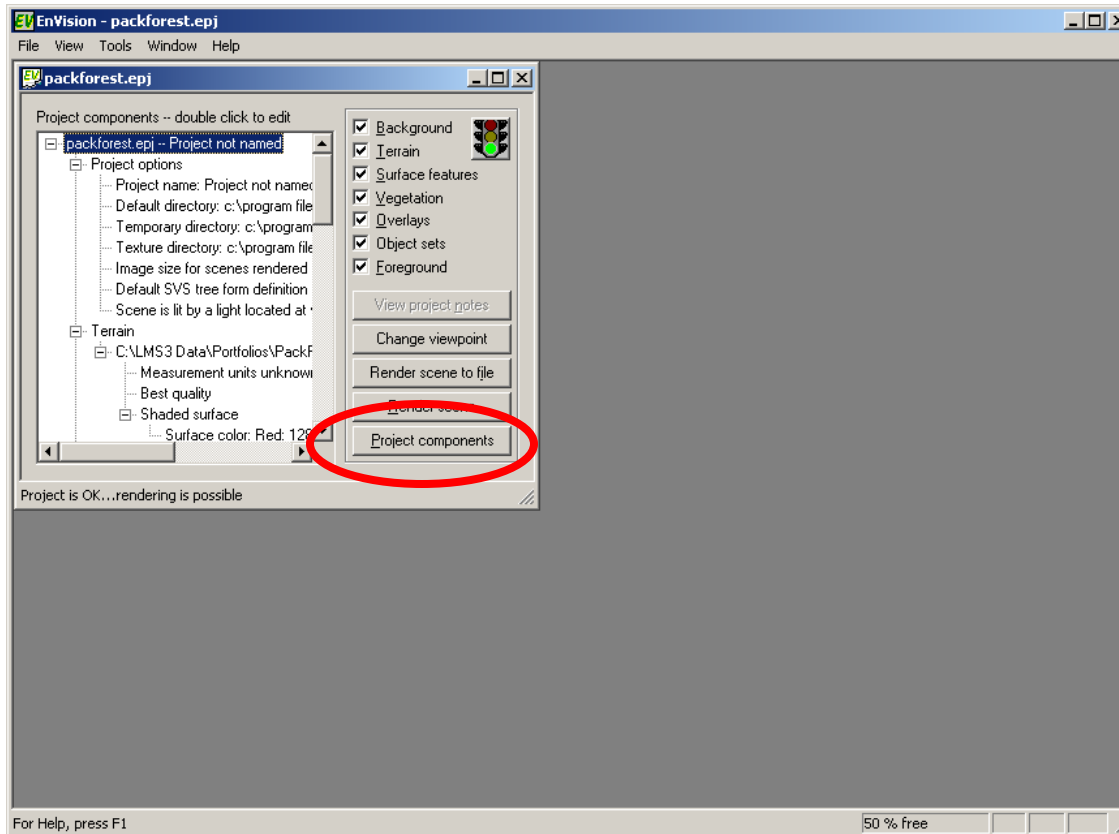 EV EnVision - packforest.epj
File View Tools Window Help
EV packforest.epj
Project components -- double click to edit
packforest.epj -- Project not named
Project options
Project name: Project not named
Default directory: c:\program file
Temporary directory: c:\program
Texture directory: c:\program file
Image size for scenes rendered
Default SVS tree form definition
Scene is lit by a light located at
Terrain
C:\LMS3 Data\Portfolios\PackF
Measurement units unknown
Best quality
Shaded surface
Surface color: Red: 128
Background
Terrain
Surface features
Vegetation
Overlays
Object sets
Foreground
View project notes
Change viewpoint
Render scene to file
Render scene
Project components
Project is OK...rendering is possible
For Help, press F1
50 % free